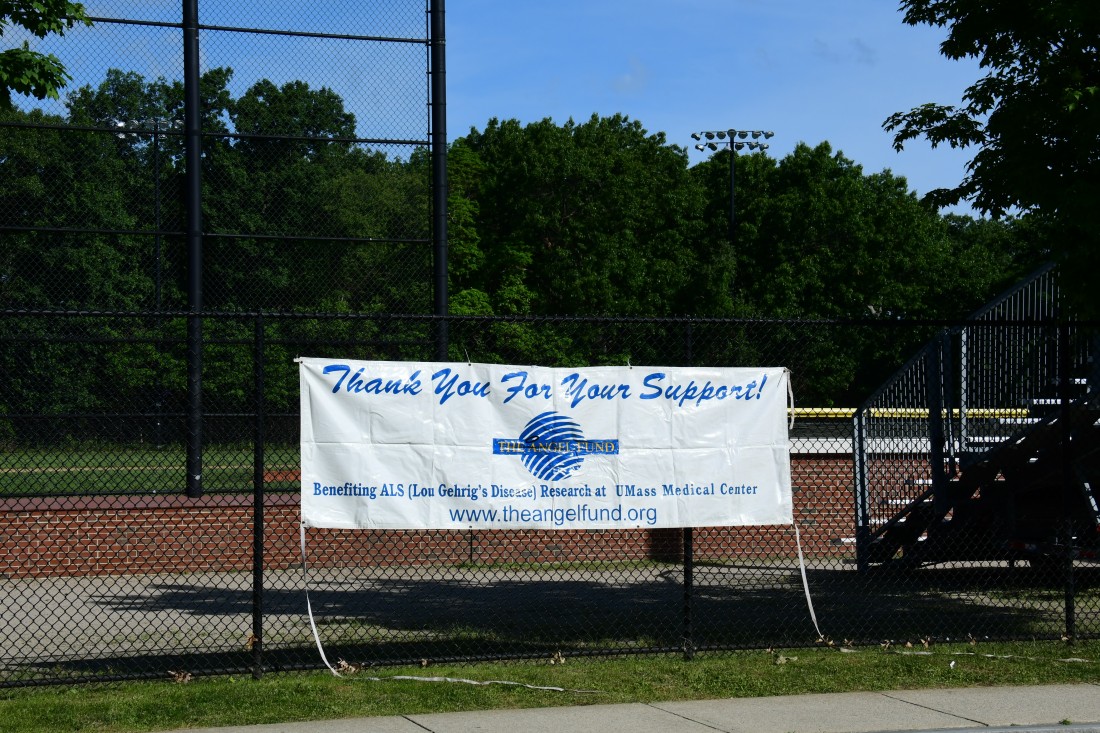 Thank You For Your Support!
THE ANGEL FUND
Benefiting ALS (Lou Gehrig's Disease) Research at UMass Medical Center
www.theangelfund.org